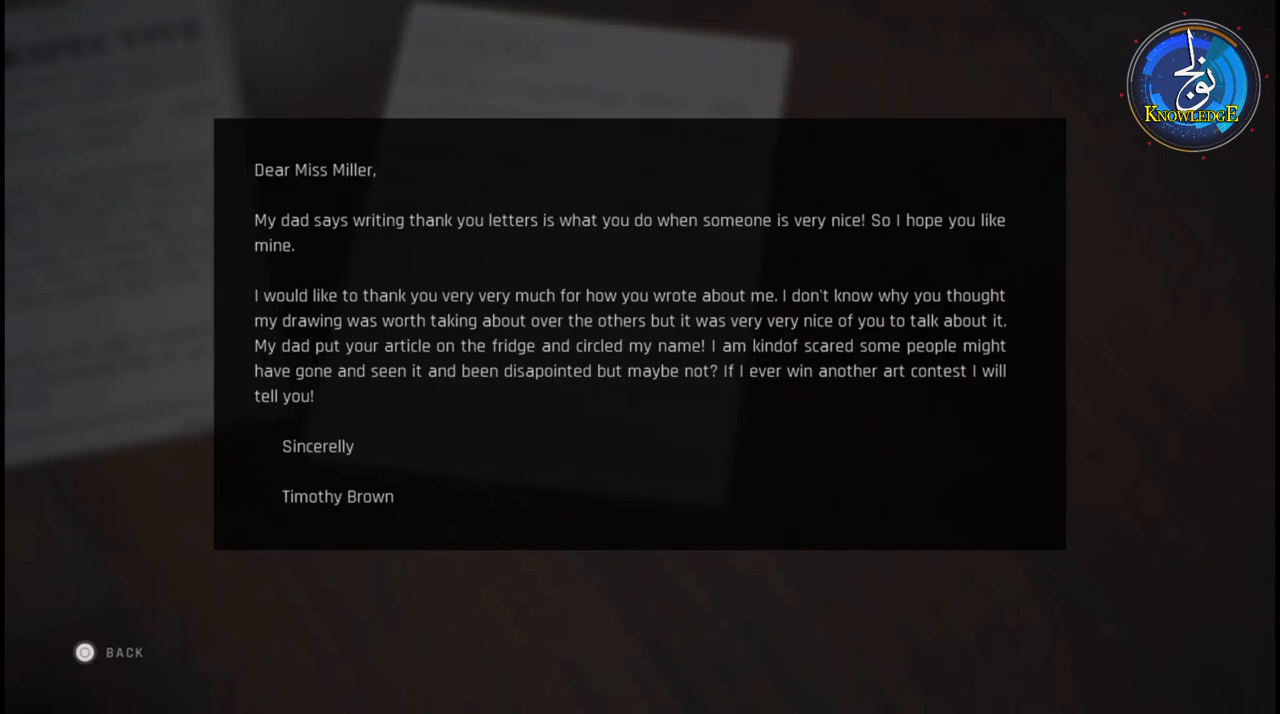 SPECTIVE
نولج
KNOWLEDGE
Dear Miss Miller,
My dad says writing thank you letters is what you do when someone is very nice! So I hope you like
mine.
I would like to thank you very very much for how you wrote about me. I don't know why you thought
my drawing was worth taking about over the others but it was very very nice of you to talk about it.
My dad put your article on the fridge and circled my name! I am kindof scared some people might
have gone and seen it and been disapointed but maybe not? If I ever win another art contest I will
tell you!
Sincerelly
Timothy Brown
BACK